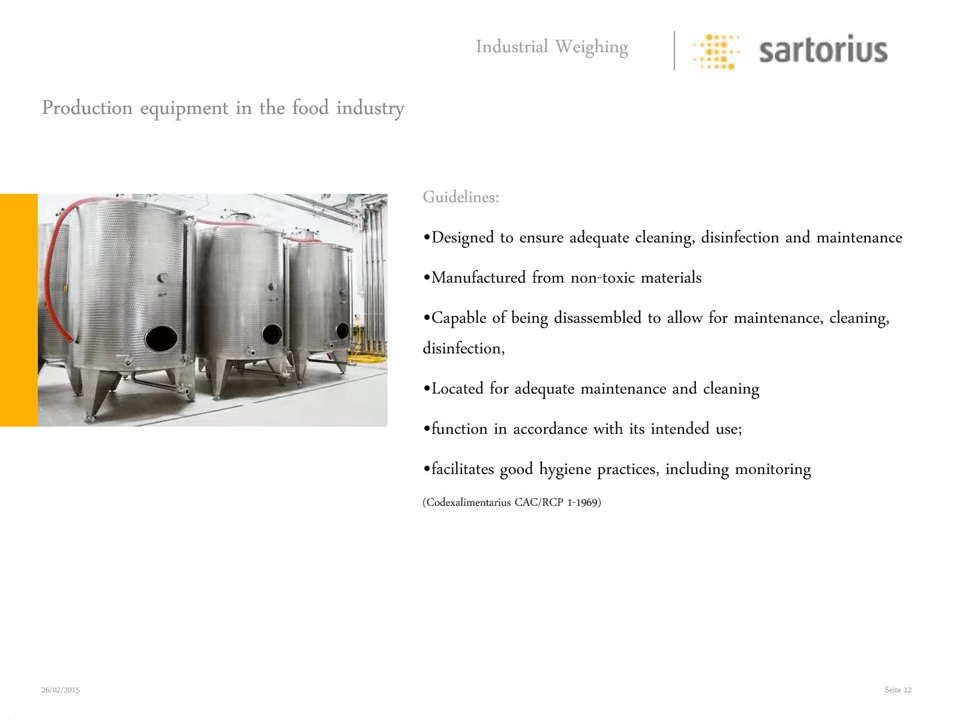 Industrial Weighing
sartorius
Production equipment in the food industry
Guidelines:
•Designed to ensure adequate cleaning, disinfection and maintenance
•Manufactured from non-toxic materials
•Capable of being disassembled to allow for maintenance, cleaning,
disinfection,
•Located for adequate maintenance and cleaning
•function in accordance with its intended use;
•facilitates good hygiene practices, including monitoring
(Codexalimentarius CAC/RCP 1-1969)
26/02/2015
Seite 12